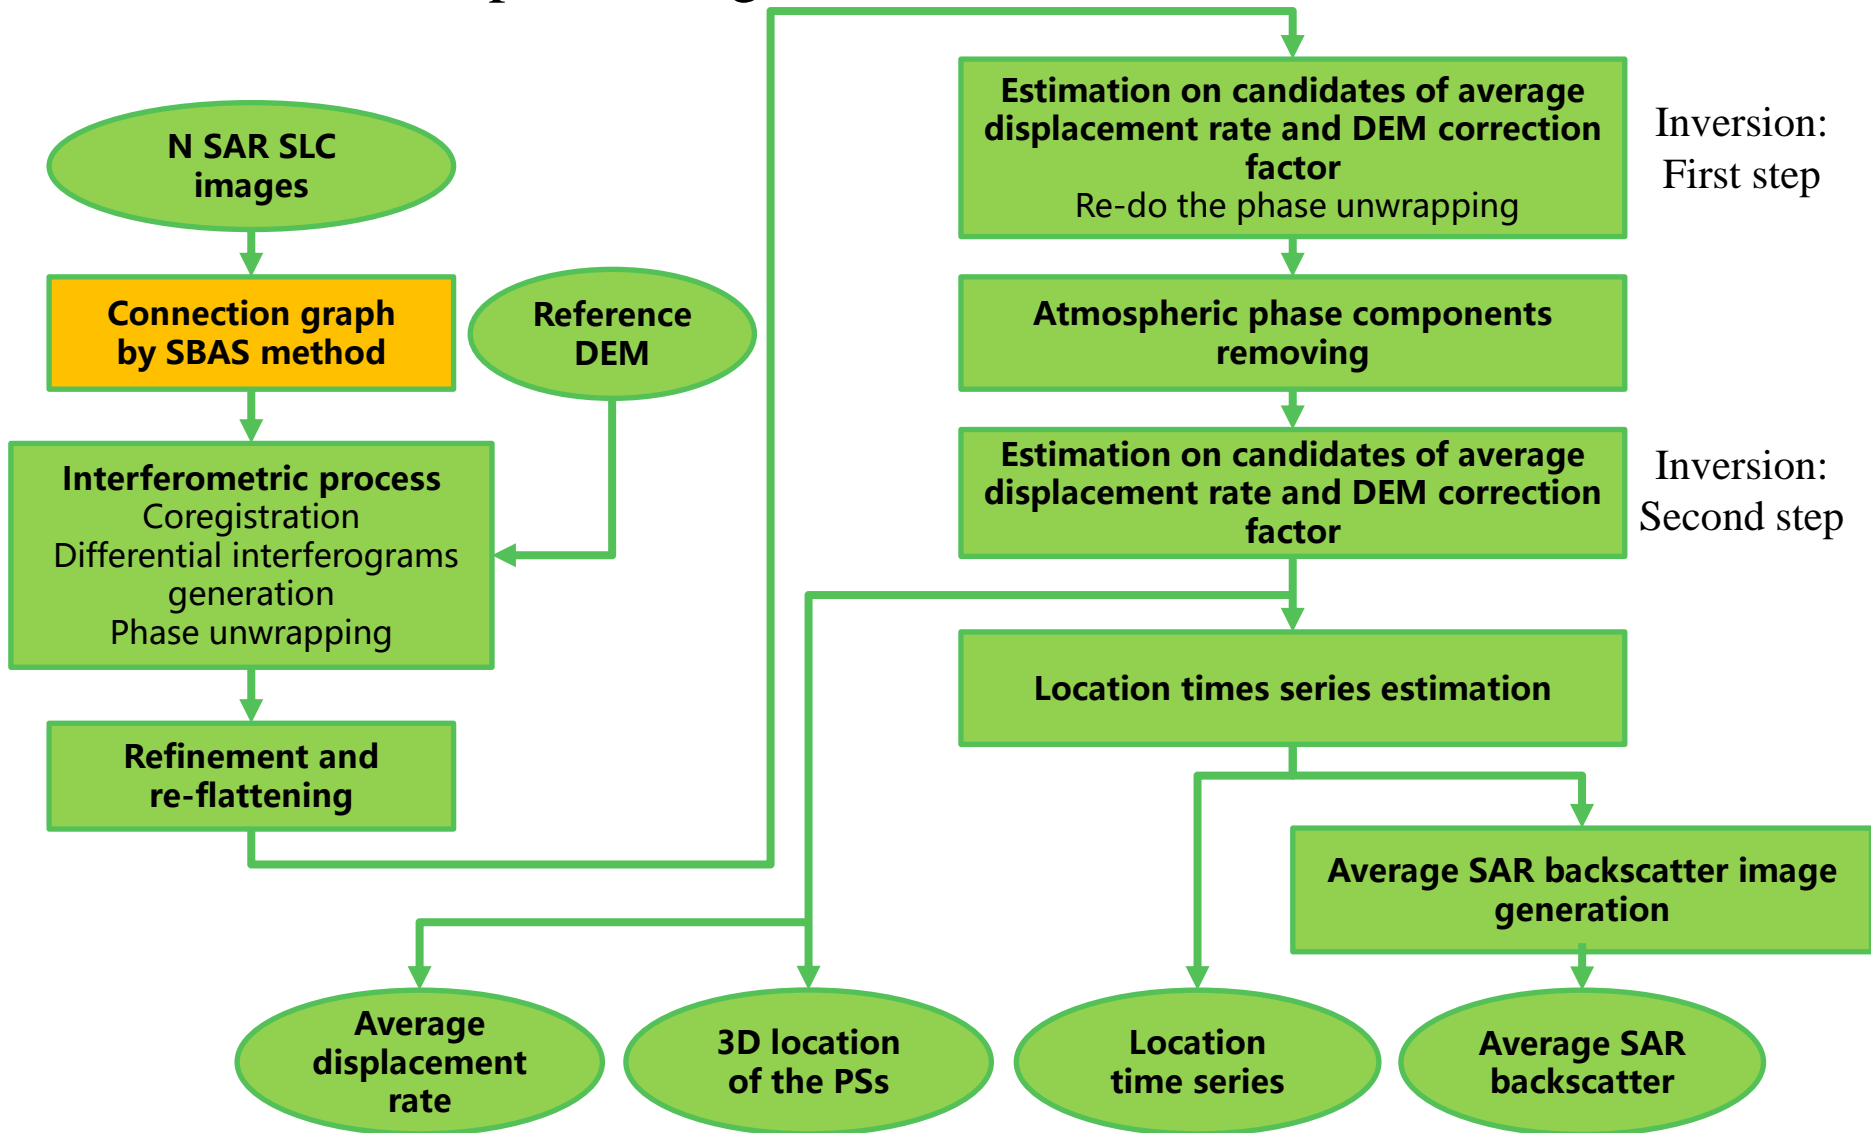 N SAR SLC
images
Connection graph
by SBAS method
Reference
DEM
Interferometric process
Coregistration
Differential interferograms
generation
Phase unwrapping
Refinement and
re-flattening
Estimation on candidates of average
displacement rate and DEM correction
factor
Re-do the phase unwrapping
Inversion:
First step
Atmospheric phase components
removing
Estimation on candidates of average
displacement rate and DEM correction
factor
Inversion:
Second step
Location times series estimation
Average SAR backscatter image
generation
Average
displacement
rate
3D location
of the PSs
Location
time series
Average SAR
backscatter